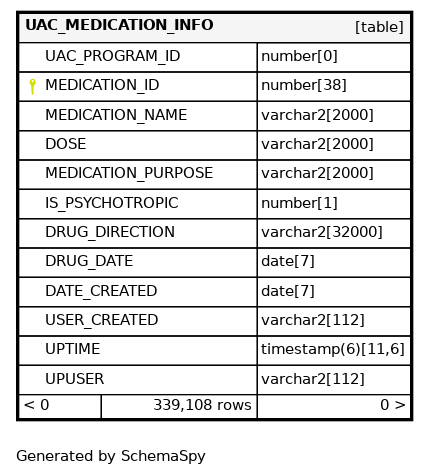 UAC_MEDICATION_INFO [table]
UAC_PROGRAM_ID number[0]
MEDICATION_ID number[38]
MEDICATION_NAME varchar2[2000]
DOSE varchar2[2000]
MEDICATION_PURPOSE varchar2[2000]
IS_PSYCHOTROPIC number[1]
DRUG_DIRECTION varchar2[32000]
DRUG_DATE date[7]
DATE_CREATED date[7]
USER_CREATED varchar2[112]
UPTIME timestamp(6)[11,6]
UPUSER varchar2[112]
< 0 339,108 rows 0 >
Generated by SchemaSpy